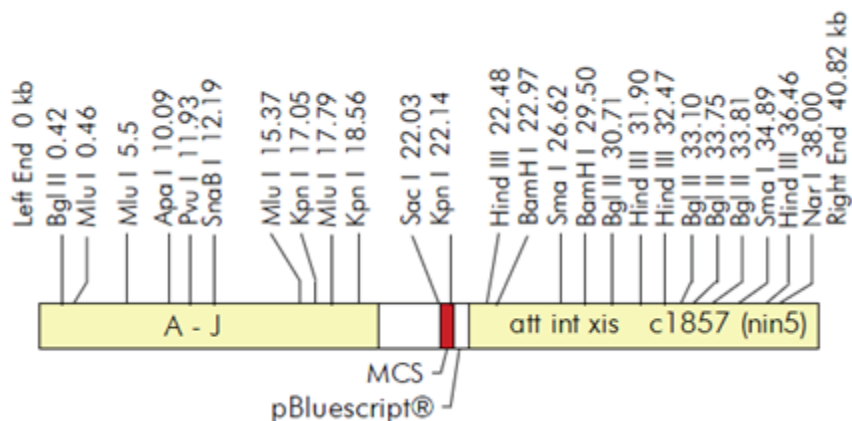 Left End 0 kb
Bgl II 0.42
Mlu I 0.46
Mlu I 5.5
Apa I 10.09
Pvu I 11.93
SnaB I 12.19
Mlu I 15.37
Kpn I 17.05
Mlu I 17.79
Kpn I 18.56
Sac I 22.03
Kpn I 22.14
Hind III 22.48
BamH I 22.97
Sma I 26.62
BamH I 29.50
Bgl II 30.71
Hind III 31.90
Hind III 32.47
Bgl II 33.10
Bgl II 33.75
Bgl II 33.81
Sma I 34.89
Hind III 36.46
Nar I 38.00
Right End 40.82 kb
A - J
att int xis c1857 (nin5)
MCS
pBluescript®